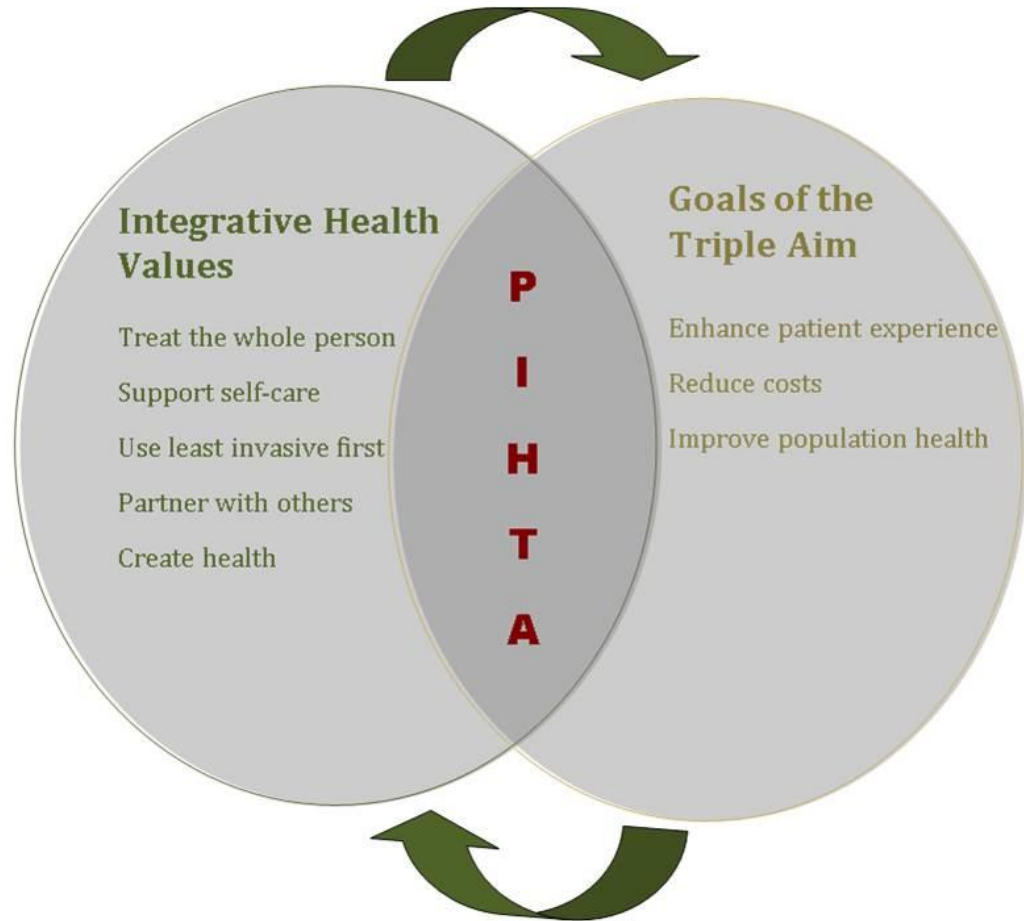 Integrative Health
Values
Treat the whole person
Support self-care
Use least invasive first
Partner with others
Create health
P
I
H
T
A
Goals of the
Triple Aim
Enhance patient experience
Reduce costs
Improve population health